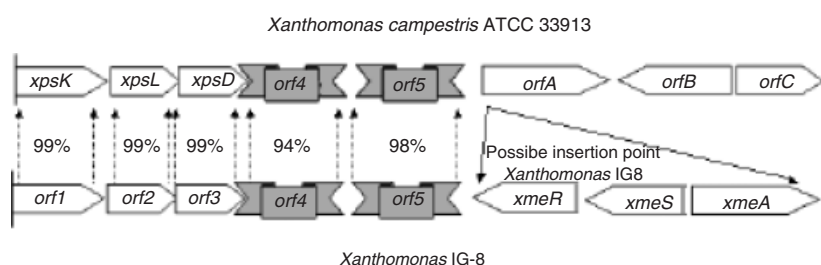 Xanthomonas campestris ATCC 33913
xpsK xpsL xpsD orf4 orf5 orfA orfB orfC
99% 99% 99% 94% 98%
Possibe insertion point
Xanthomonas IG8
orf1 orf2 orf3 orf4 orf5 xmeR xmeS xmeA
Xanthomonas IG-8